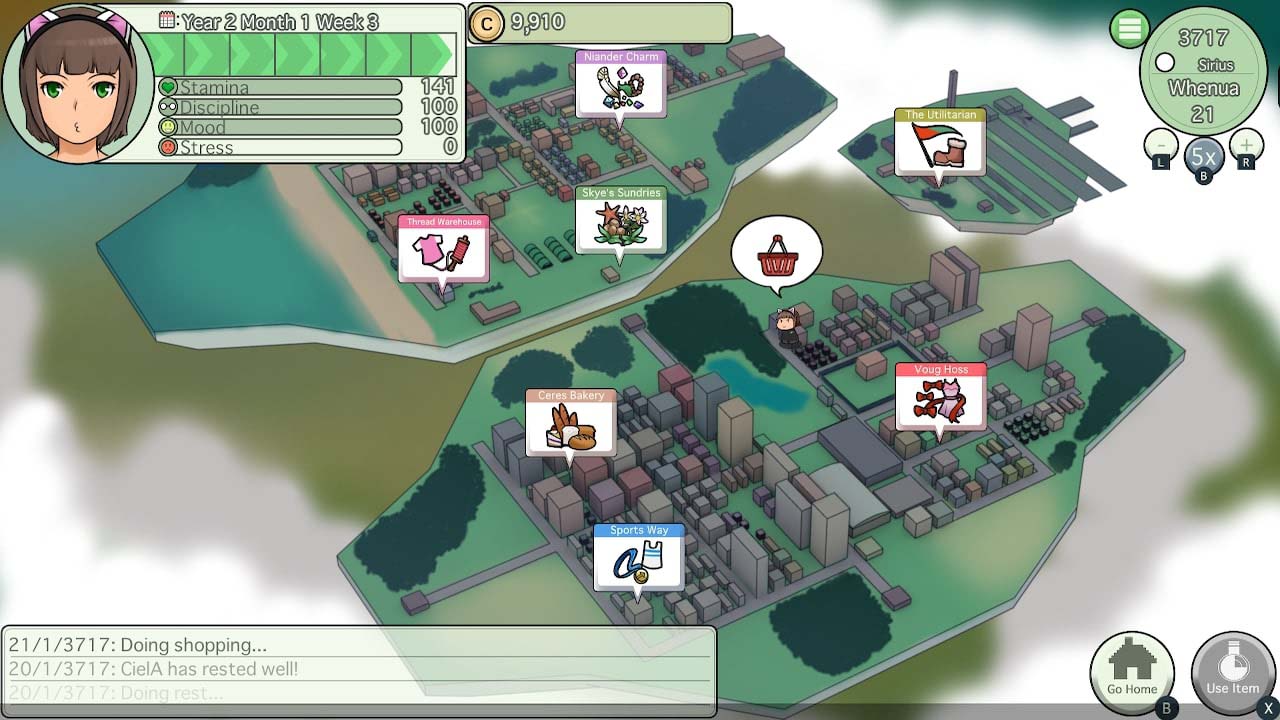 Year 2 Month 1 Week 3
Stamina 141
Discipline 100
Mood 100
Stress 0
C 9,910
3717
Sirius
Whenua
21
-
5x
+
L
B
R
Niander Charm
The Utilitarian
Skye's Sundries
Thread Warehouse
Voug Hoss
Ceres Bakery
Sports Way
21/1/3717: Doing shopping...
20/1/3717: CielA has rested well!
20/1/3717: Doing rest...
Go Home
B
Use Item
X